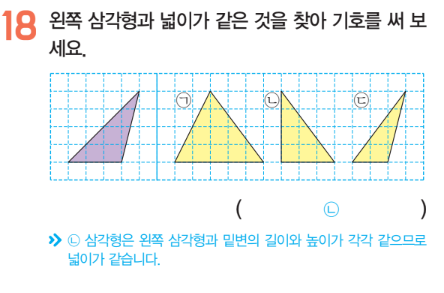 18 왼쪽 삼각형과 넓이가 같은 것을 찾아 기호를 써 보
세요.
㉠ ㉡ ㉢
( ㉡ )
≫ ㉡ 삼각형은 왼쪽 삼각형과 밑변의 길이와 높이가 각각 같으므로
넓이가 같습니다.